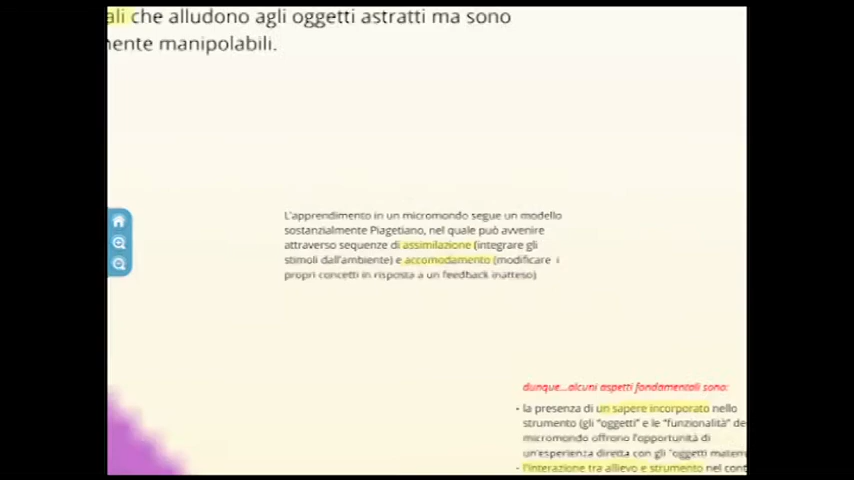 ali che alludono agli oggetti astratti ma sono
mente manipolabili.
L'apprendimento in un micromondo segue un modello
sostanzialmente Piagetiano, nel quale può avvenire
attraverso sequenze di assimilazione (integrare gli
stimoli dall'ambiente) e accomodamento (modificare i
propri concetti in risposta a un feedback inatteso)
dunque...alcuni aspetti fondamentali sono:
- la presenza di un sapere incorporato nello
strumento (gli "oggetti" e le "funzionalità" de
micromondo offrono l'opportunità di
un'esperienza diretta con gli "oggetti matem
- l'interazione tra allievo e strumento nel cont